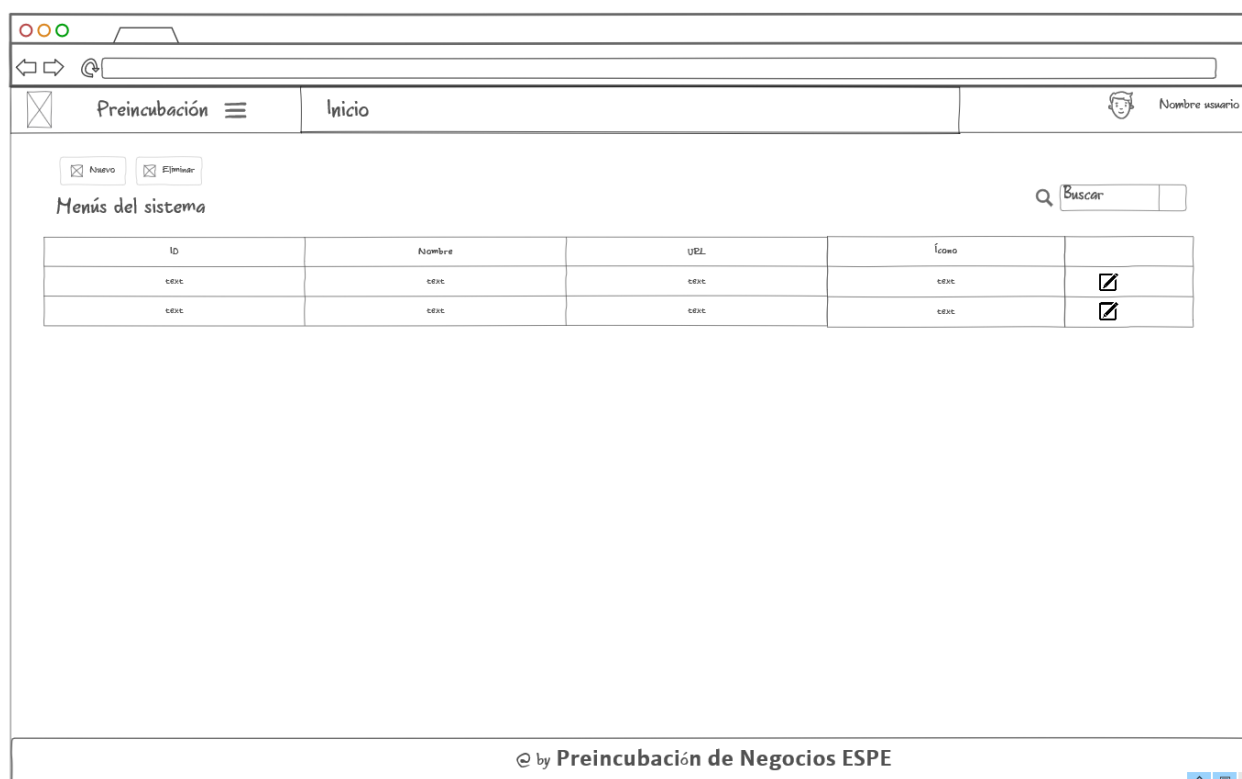 Preincubación Inicio Nombre usuario
Nuevo Eliminar
Menús del sistema
Buscar
ID Nombre URL Ícono
text text text text
text text text text
@ by Preincubación de Negocios ESPE